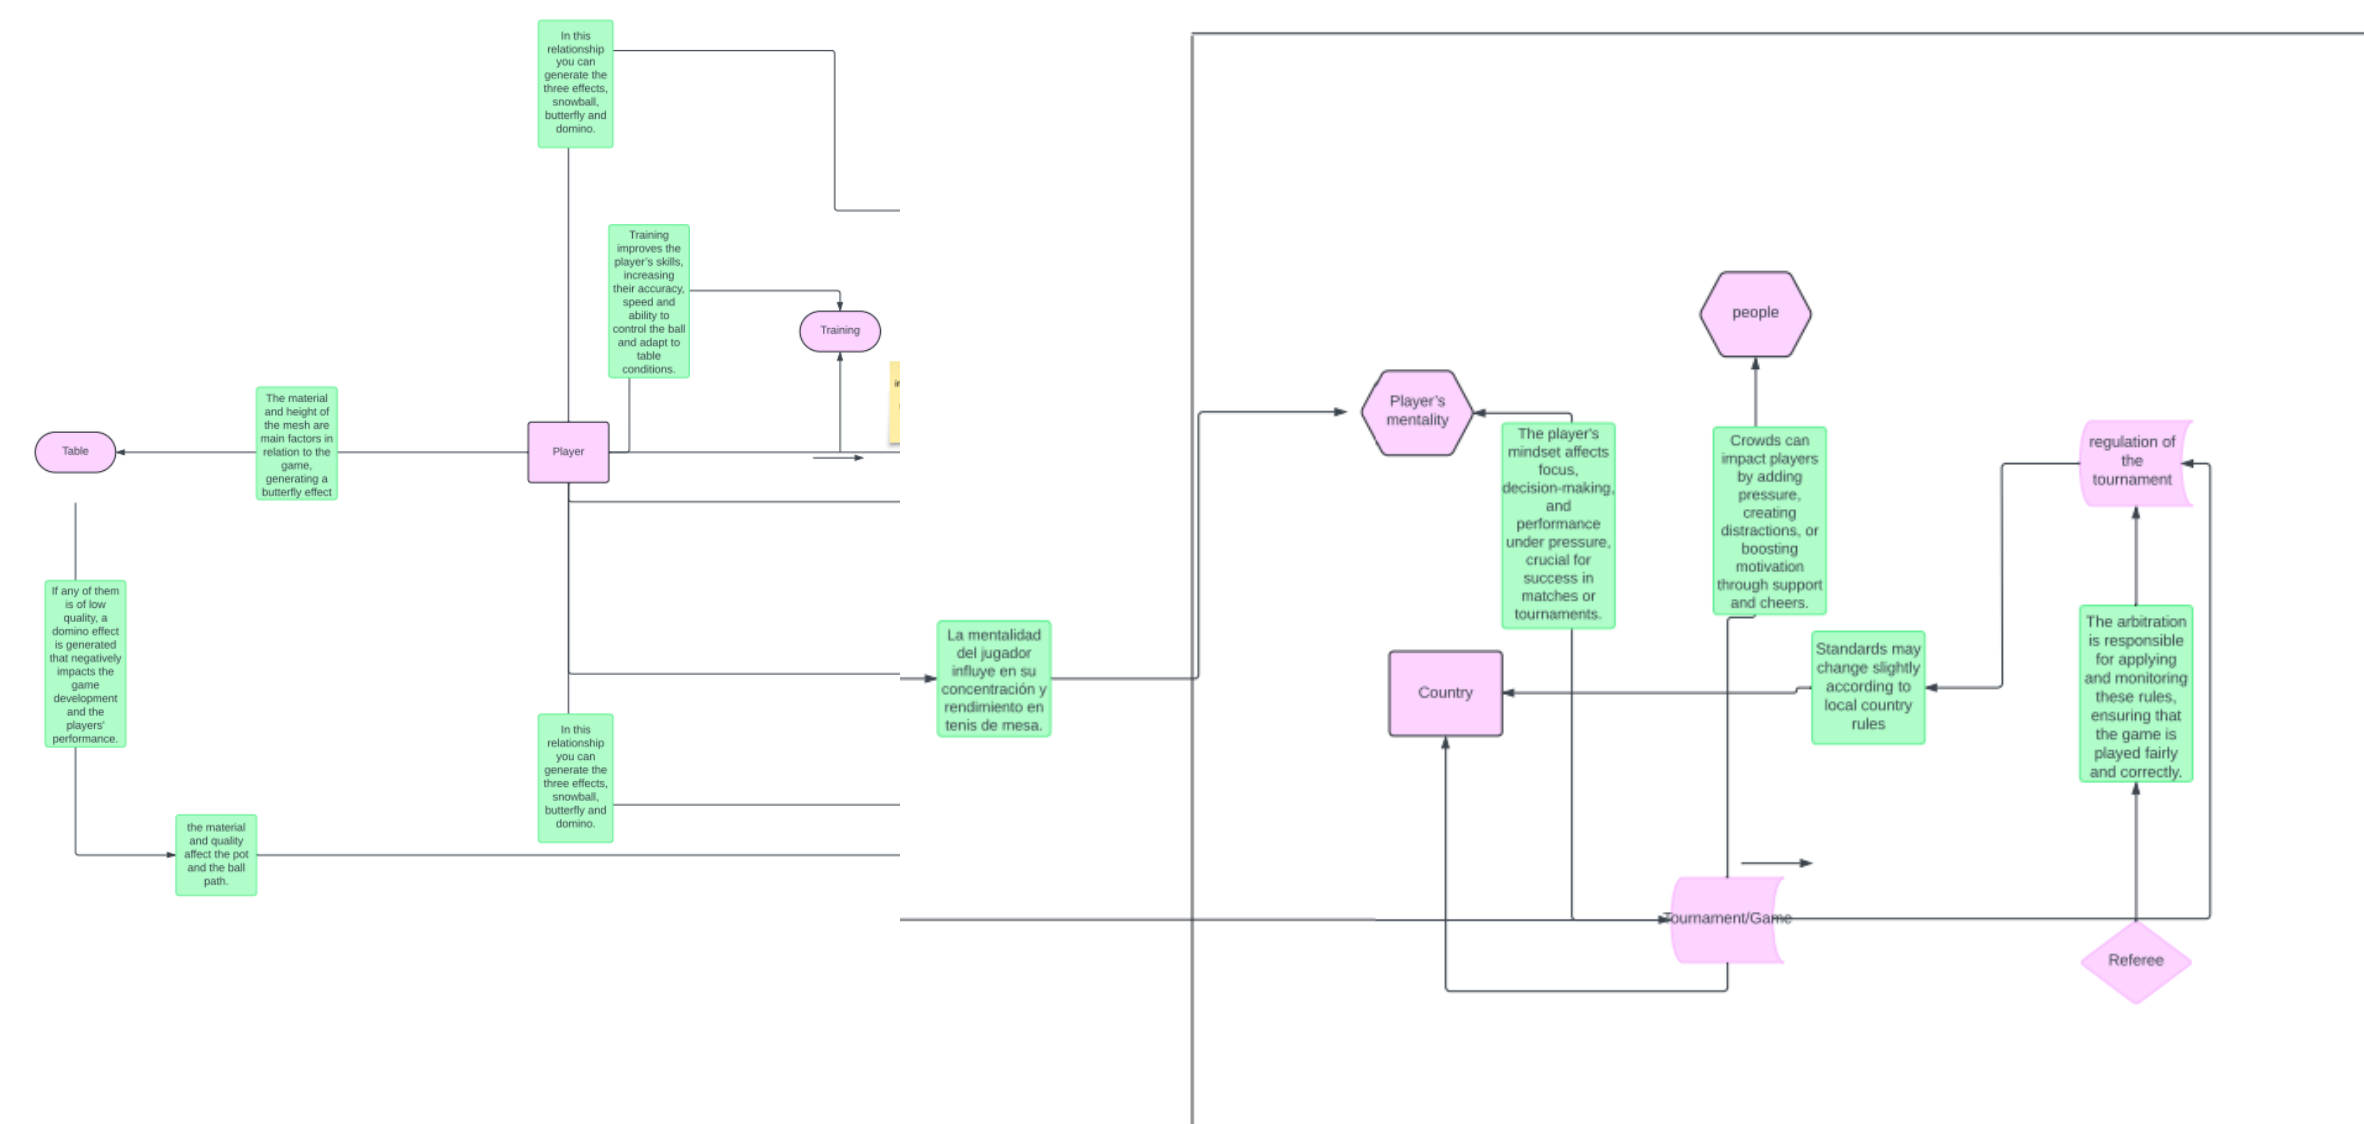 In this
relationship
you can
generate the
three effects,
snowball,
butterfly and
domino.
Training
improves the
player's skills,
increasing
their accuracy,
speed and
ability to
control the ball
and adapt to
table
conditions.
Training
The material
and height of
the mesh are
main factors in
relation to the
game,
generating a
butterfly effect
Table
Player
If any of them
is of low
quality, a
domino effect
is generated
that negatively
impacts the
game
development
and the
players'
performance.
In this
relationship
you can
generate the
three effects,
snowball,
butterfly and
domino.
the material
and quality
affect the pot
and the ball
path.
La mentalidad
del jugador
influye en su
concentración y
rendimiento en
tenis de mesa.
people
Player's
mentality
The player's
mindset affects
focus,
decision-making,
and
performance
under pressure,
crucial for
success in
matches or
tournaments.
Crowds can
impact players
by adding
pressure,
creating
distractions, or
boosting
motivation
through support
and cheers.
regulation of
the
tournament
Country
Standards may
change slightly
according to
local country
rules
The arbitration
is responsible
for applying
and monitoring
these rules,
ensuring that
the game is
played fairly
and correctly.
Tournament/Game
Referee